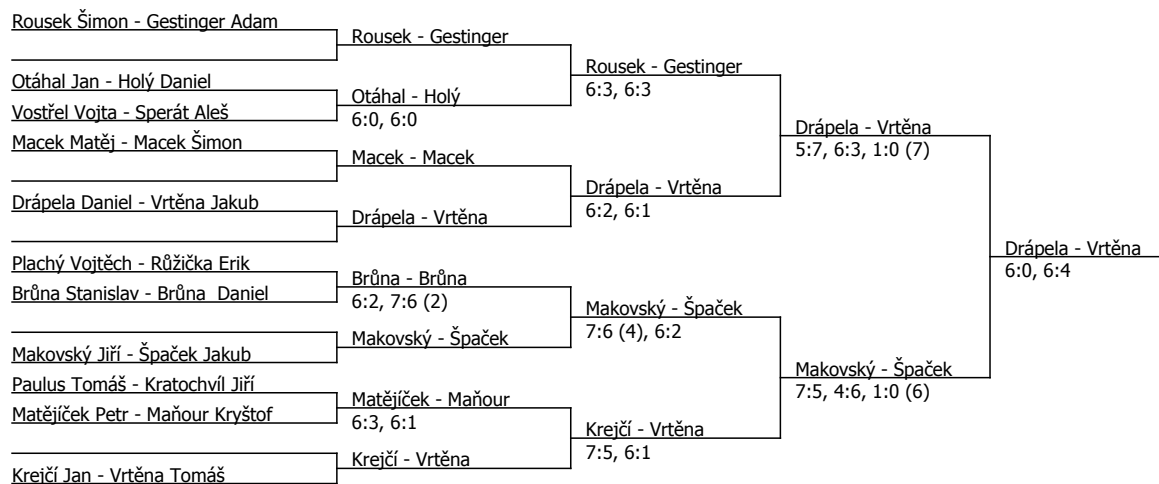 Rousek Šimon - Gestinger Adam
Rousek - Gestinger
Rousek - Gestinger
6:3, 6:3
Otáhal Jan - Holý Daniel
Otáhal - Holý
6:0, 6:0
Vostřel Vojta - Sperát Aleš
Drápela - Vrtěna
5:7, 6:3, 1:0 (7)
Macek Matěj - Macek Šimon
Macek - Macek
Drápela - Vrtěna
6:2, 6:1
Drápela Daniel - Vrtěna Jakub
Drápela - Vrtěna
Drápela - Vrtěna
6:0, 6:4
Plachý Vojtěch - Růžička Erik
Brůna - Brůna
6:2, 7:6 (2)
Brůna Stanislav - Brůna  Daniel
Makovský - Špaček
7:6 (4), 6:2
Makovský - Špaček
Makovský Jiří - Špaček Jakub
Makovský - Špaček
7:5, 4:6, 1:0 (6)
Paulus Tomáš - Kratochvíl Jiří
Matějíček - Maňour
6:3, 6:1
Matějíček Petr - Maňour Kryštof
Krejčí - Vrtěna
7:5, 6:1
Krejčí - Vrtěna
Krejčí Jan - Vrtěna Tomáš